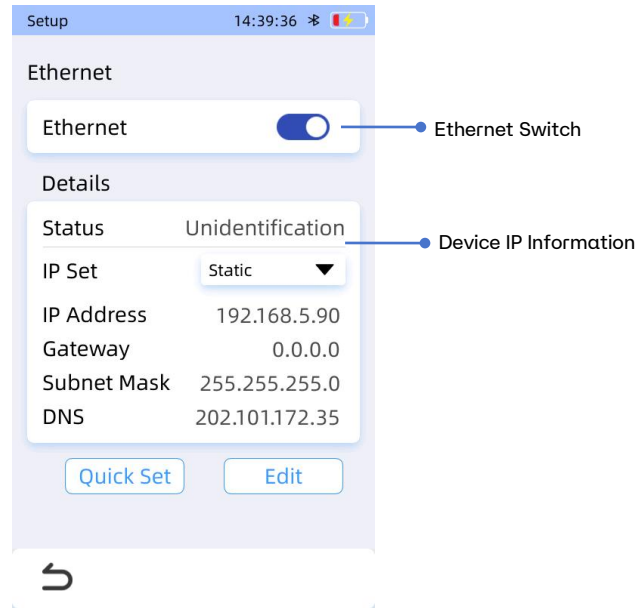 Setup 14:39:36
Ethernet
Ethernet
Ethernet Switch
Details
Status Unidentification
Device IP Information
IP Set Static
IP Address 192.168.5.90
Gateway 0.0.0.0
Subnet Mask 255.255.255.0
DNS 202.101.172.35
Quick Set Edit